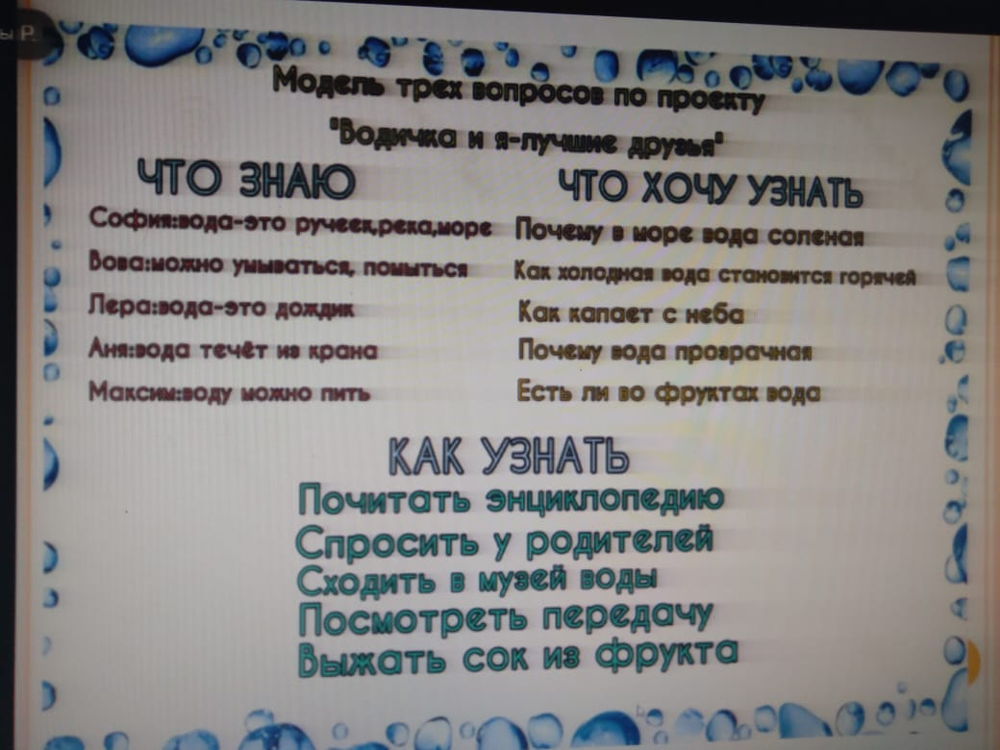 ы Р.
Модель трех вопросов по проекту
"Водичка и я-лучшие друзья"
ЧТО ЗНАЮ
София:вода-это ручеек,река,море
Вова:можно умываться, помыться
Лера:вода-это дождик
Аня:вода течёт из крана
Максим:воду можно пить
ЧТО ХОЧУ УЗНАТЬ
Почему в море вода соленая
Как холодная вода становится горячей
Как капает с неба
Почему вода прозрачная
Есть ли во фруктах вода
КАК УЗНАТЬ
Почитать энциклопедию
Спросить у родителей
Сходить в музей воды
Посмотреть передачу
Выжать сок из фрукта